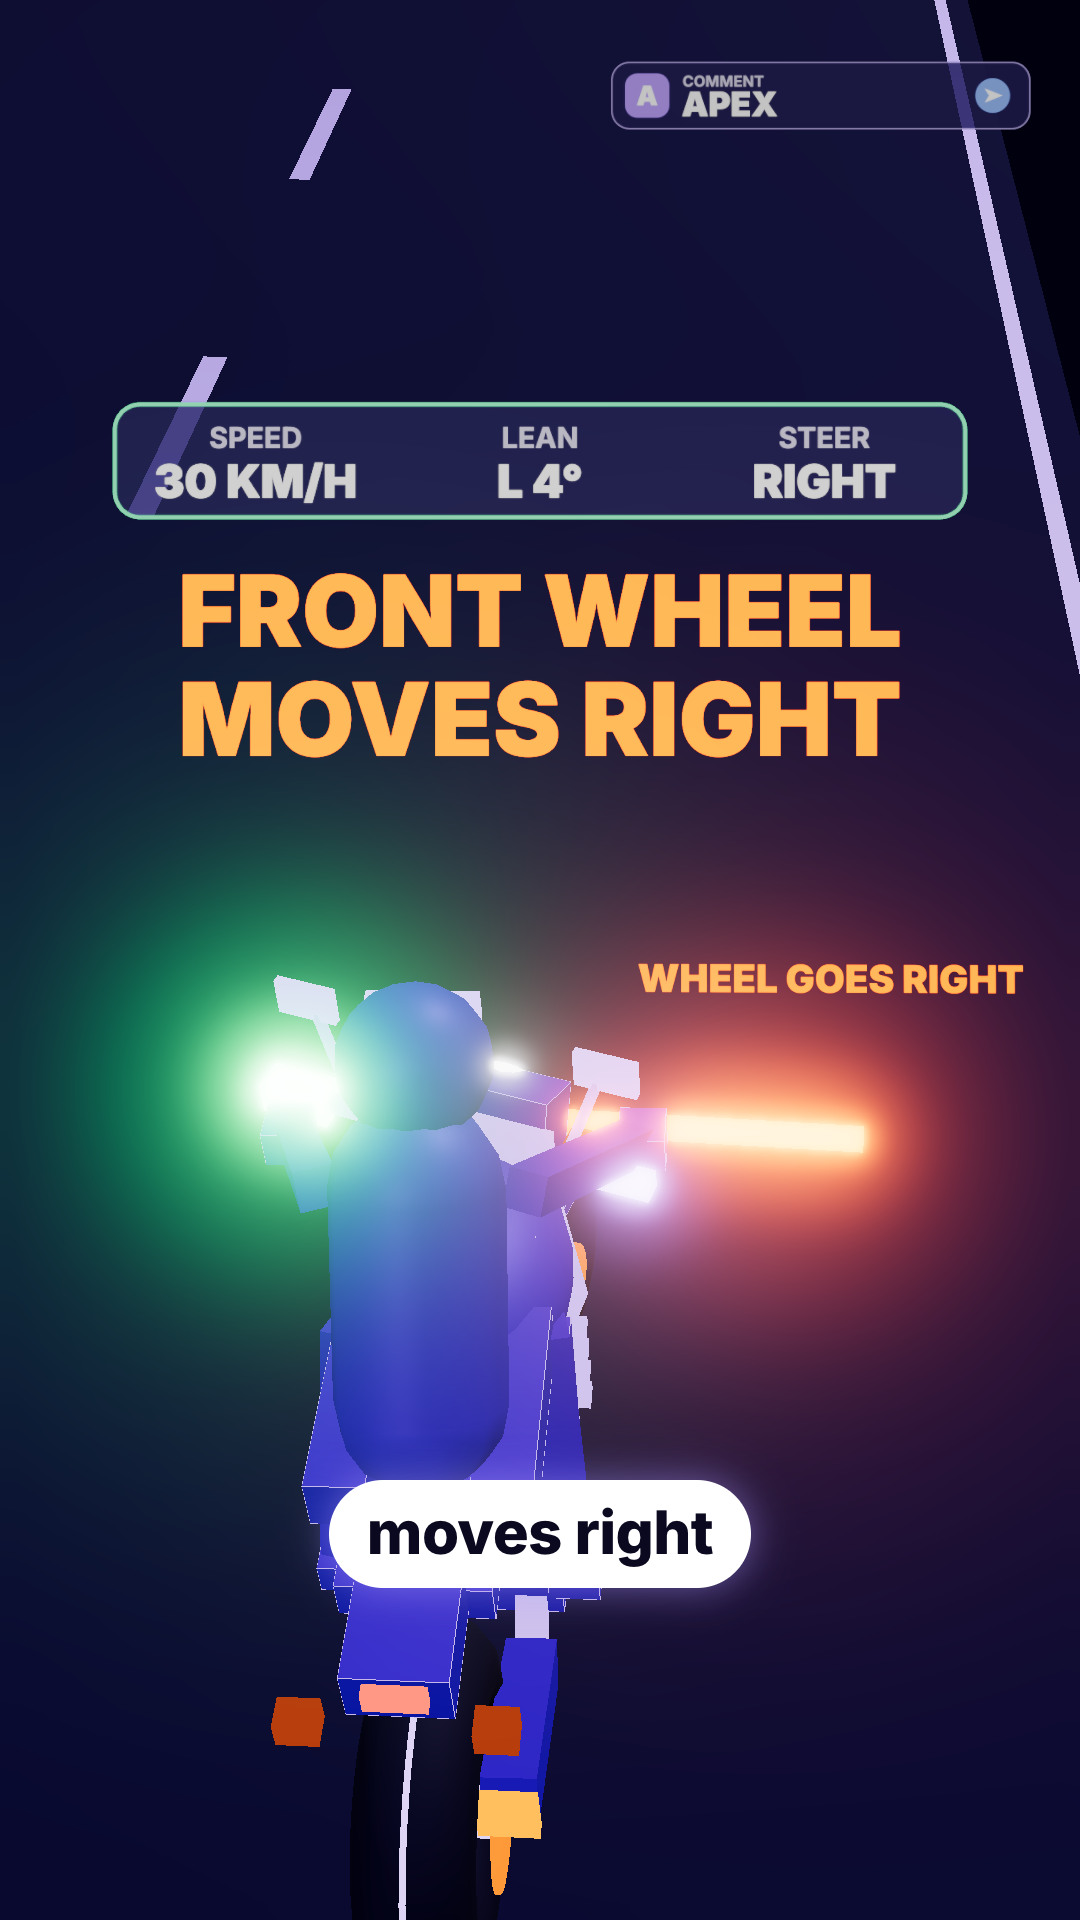 A
COMMENT
APEX
SPEED LEAN STEER
30 KM/H L 4° RIGHT
FRONT WHEEL
MOVES RIGHT
WHEEL GOES RIGHT
moves right